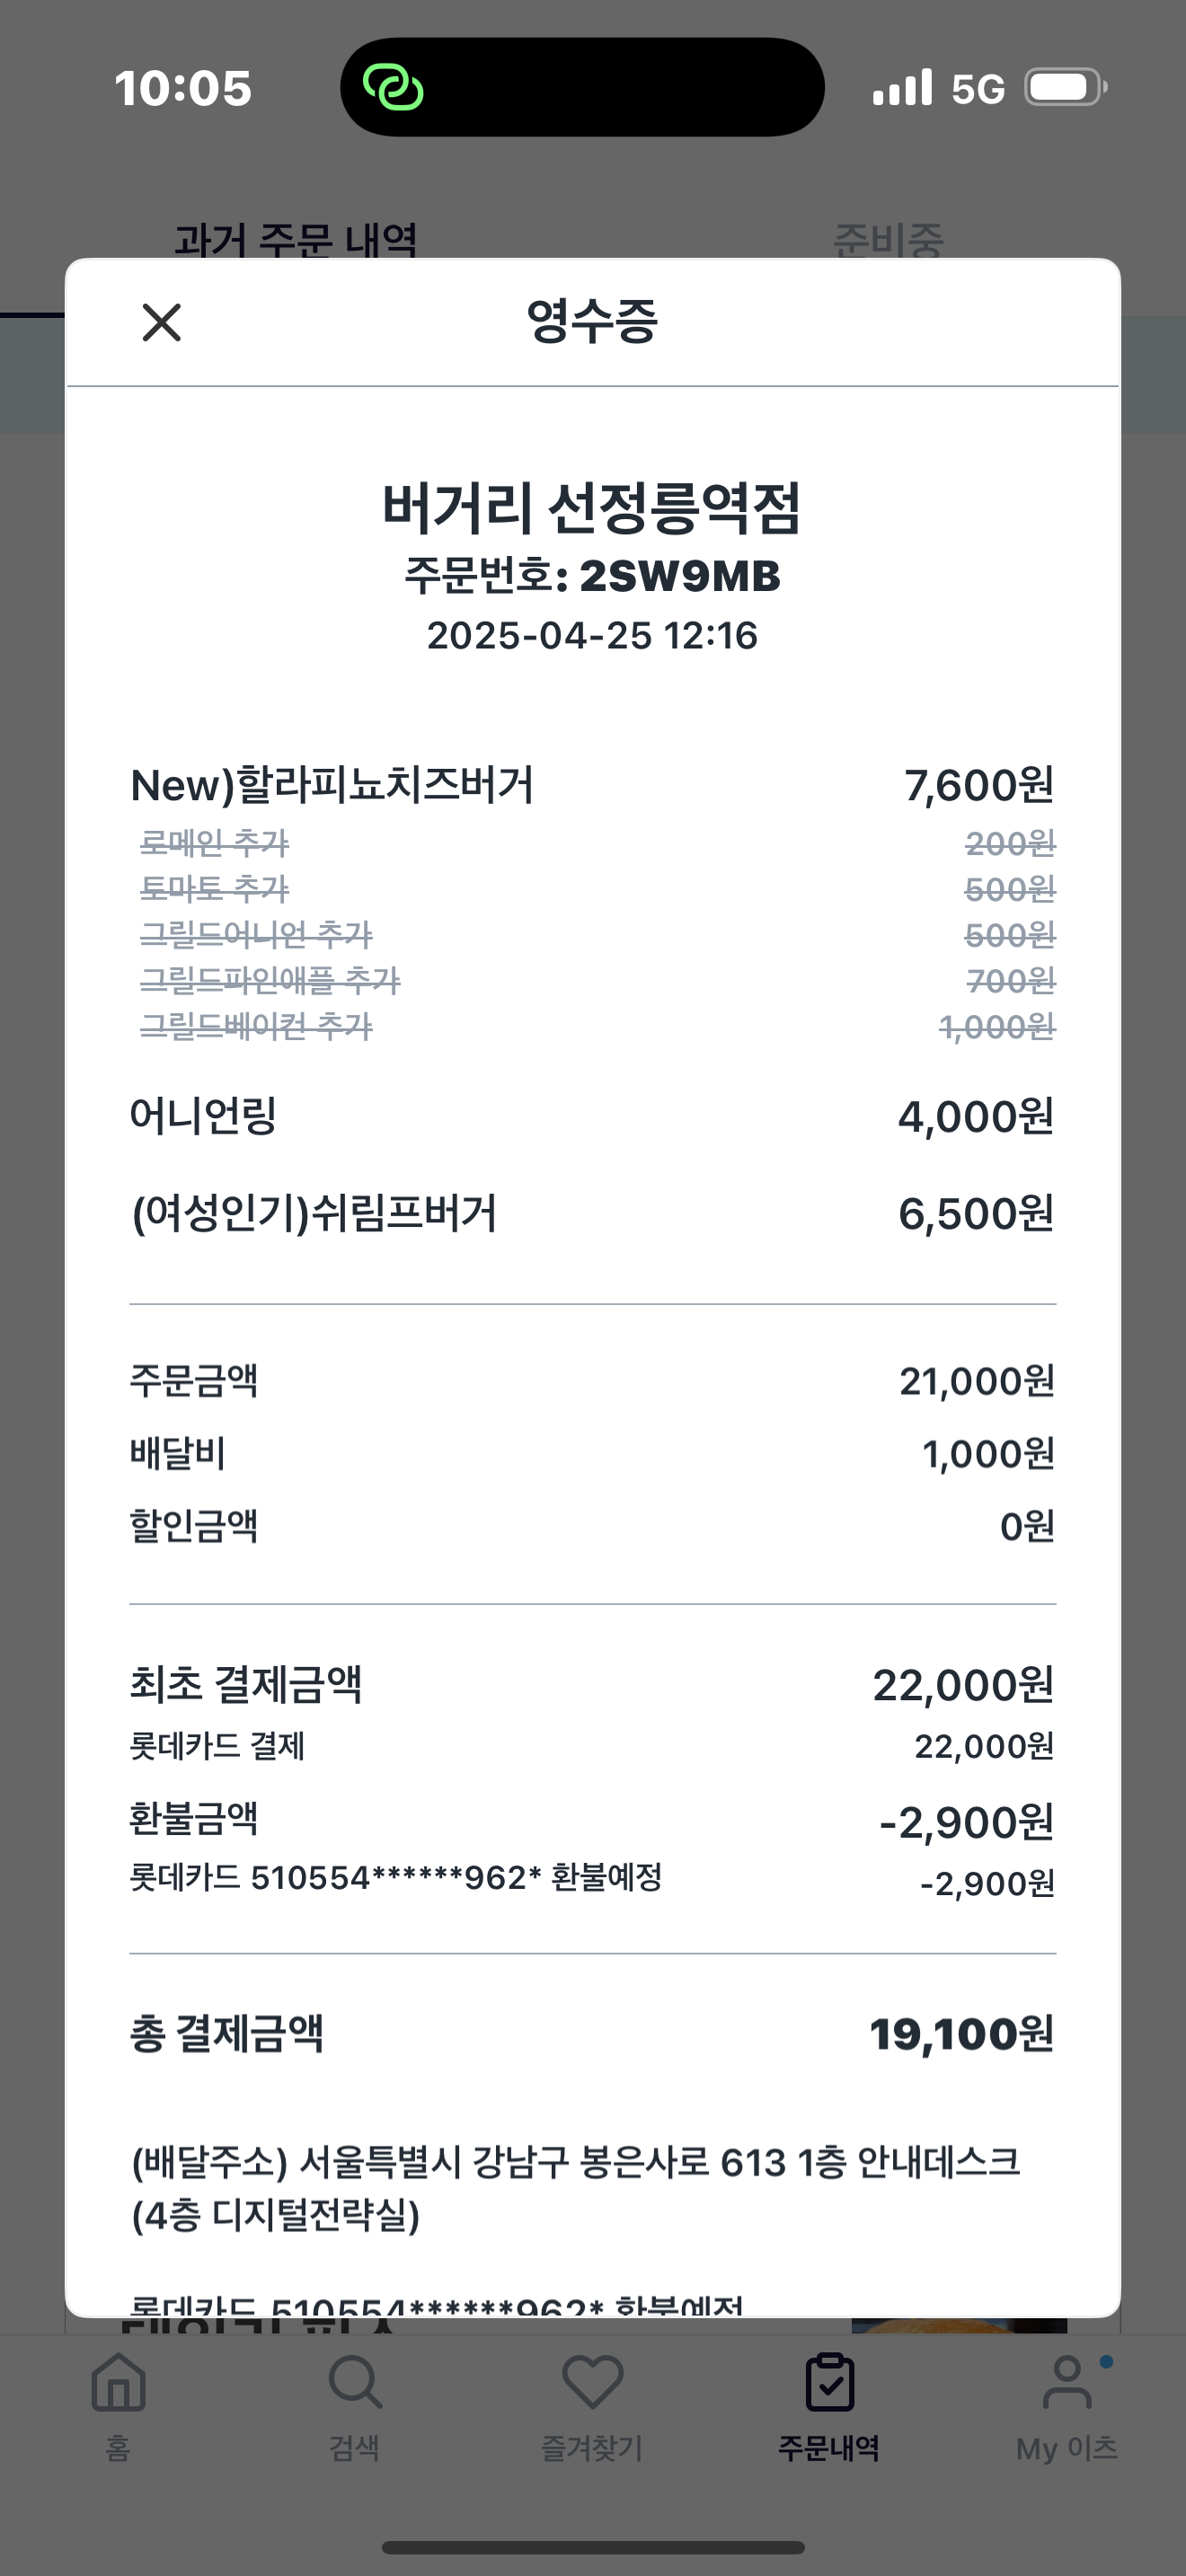 10:05
5G
과거 주문 내역
준비중
영수증
버거리 선정릉역점
주문번호: 2SW9MB
2025-04-25 12:16
New)할라피뇨치즈버거 7,600원
로메인 추가 200원
토마토 추가 500원
그릴드어니언 추가 500원
그릴드파인애플 추가 700원
그릴드베이컨 추가 1,000원
어니언링 4,000원
(여성인기)쉬림프버거 6,500원
주문금액 21,000원
배달비 1,000원
할인금액 0원
최초 결제금액 22,000원
롯데카드 결제 22,000원
환불금액 -2,900원
롯데카드 510554******962* 환불예정 -2,900원
총 결제금액 19,100원
(배달주소) 서울특별시 강남구 봉은사로 613 1층 안내데스크
(4층 디지털전략실)
롯데카드 510554******962* 환불예정
홈
검색
즐겨찾기
주문내역
My 이츠